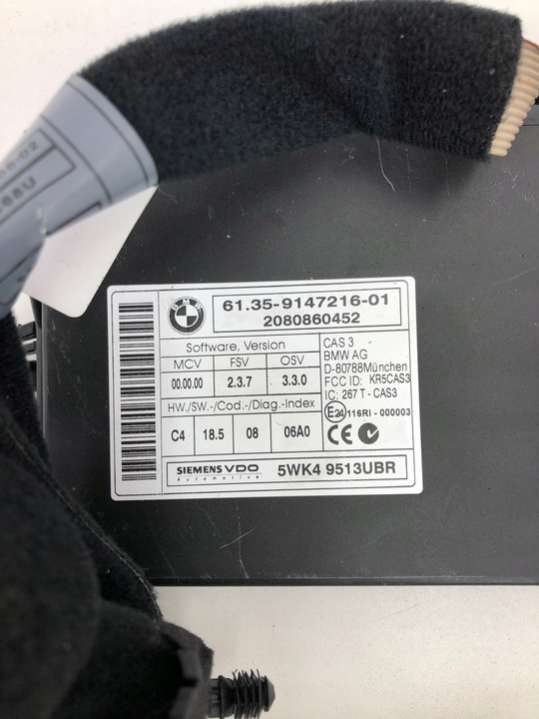 61.35-9147216-01
2080860452
Software, Version
MCV FSV OSV
00.00.00 2.3.7 3.3.0
HW./SW.-/Cod.-/Diag.-Index
C4 18.5 08 06A0
CAS 3
BMW AG
D-80788München
FCC ID: KR5CAS3
IC: 267 T - CAS3
E24 116RI - 000003
CE
SIEMENS VDO
Automotive
5WK4 9513UBR